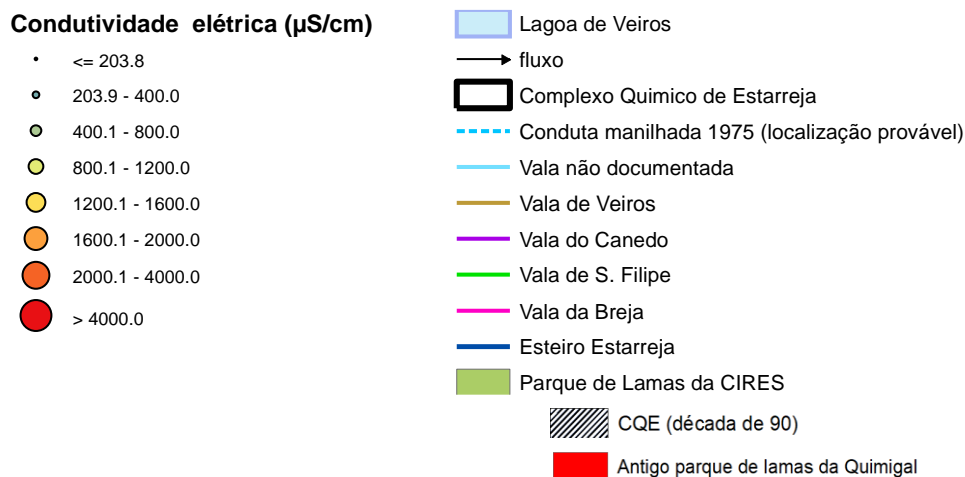 Condutividade elétrica (µS/cm)
<= 203.8
203.9 - 400.0
400.1 - 800.0
800.1 - 1200.0
1200.1 - 1600.0
1600.1 - 2000.0
2000.1 - 4000.0
> 4000.0
Lagoa de Veiros
fluxo
Complexo Quimico de Estarreja
Conduta manilhada 1975 (localização provável)
Vala não documentada
Vala de Veiros
Vala do Canedo
Vala de S. Filipe
Vala da Breja
Esteiro Estarreja
Parque de Lamas da CIRES
CQE (década de 90)
Antigo parque de lamas da Quimigal